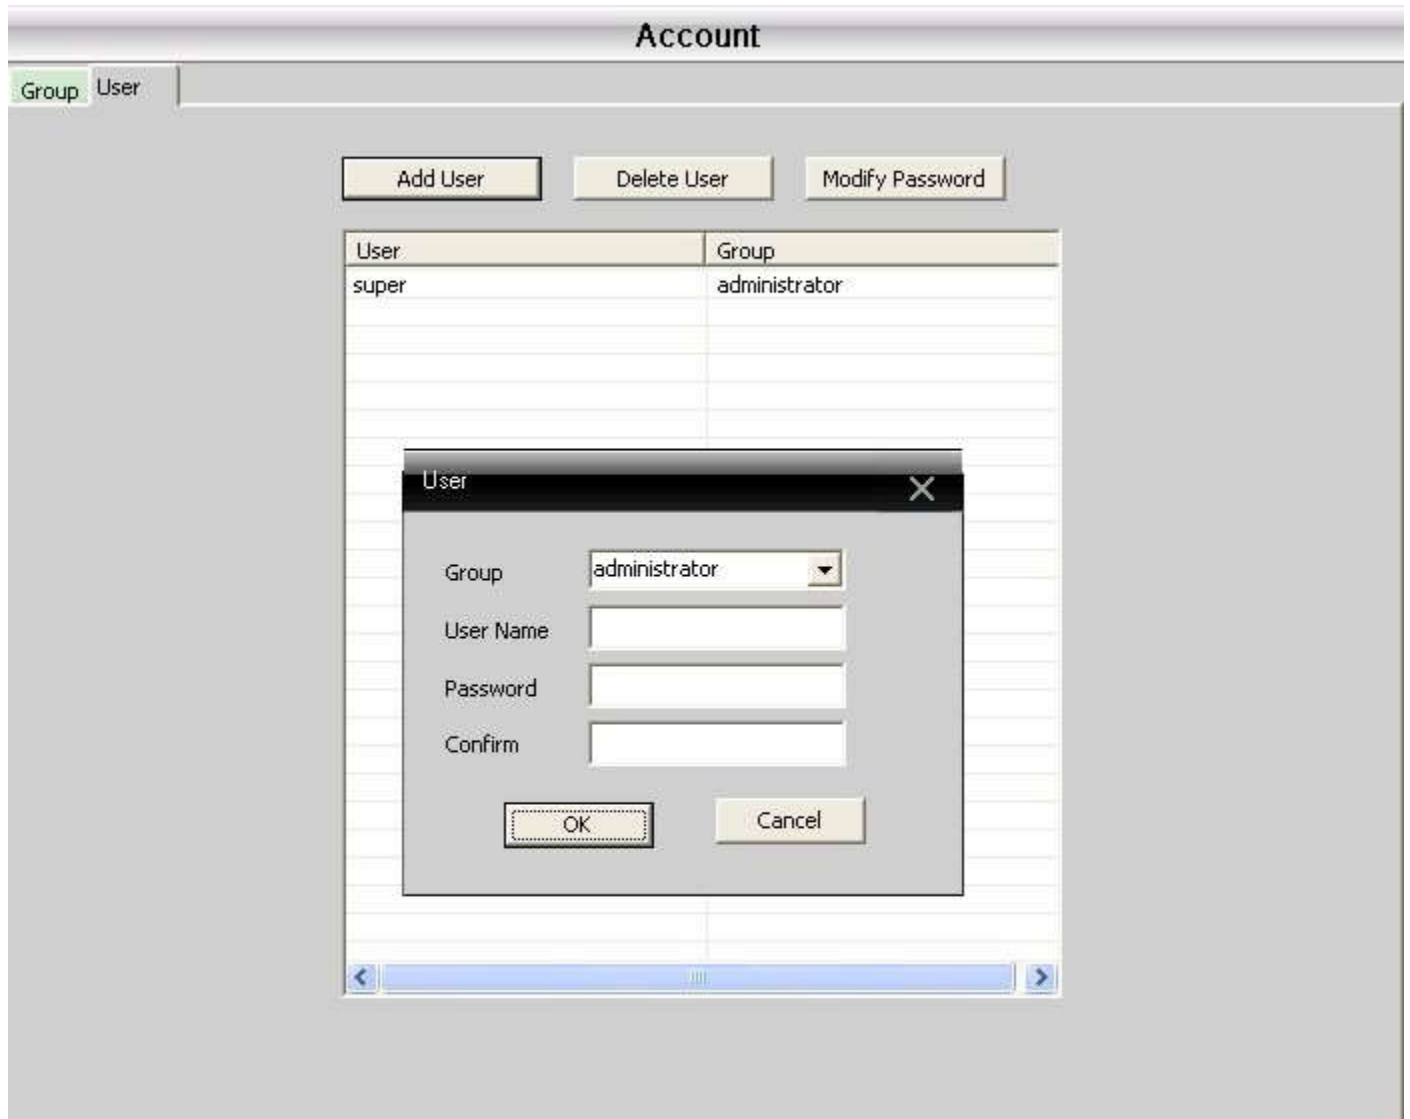 Account
Group User
Add User Delete User Modify Password
User Group
super administrator
User
Group administrator
User Name
Password
Confirm
OK Cancel